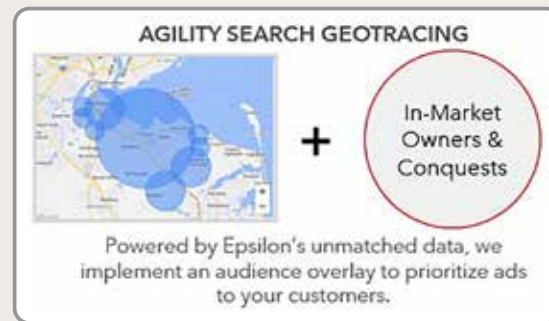 AGILITY SEARCH GEOTRACING
+
In-Market
Owners &
Conquests
Powered by Epsilon's unmatched data, we
implement an audience overlay to prioritize ads
to your customers.